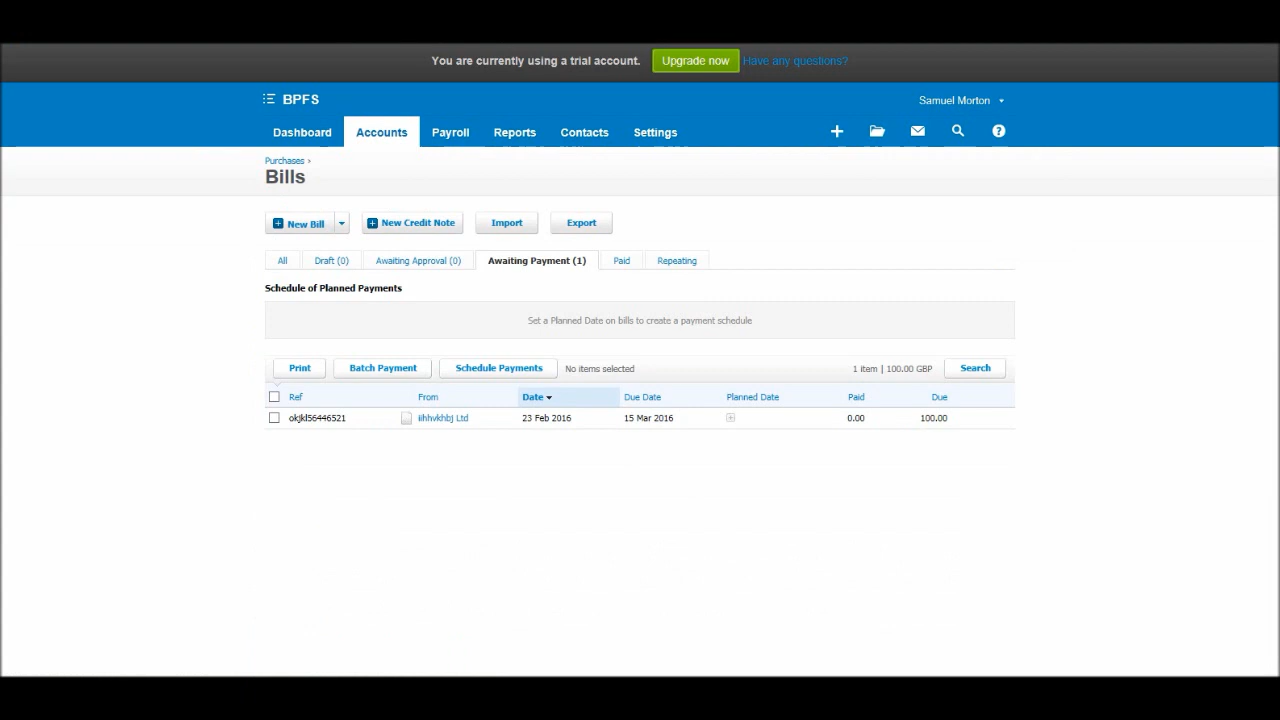 You are currently using a trial account. Upgrade now Have any questions?
BPFS Samuel Morton
Dashboard Accounts Payroll Reports Contacts Settings
Purchases ›
Bills
New Bill New Credit Note Import Export
All Draft (0) Awaiting Approval (0) Awaiting Payment (1) Paid Repeating
Schedule of Planned Payments
Set a Planned Date on bills to create a payment schedule
Print Batch Payment Schedule Payments No items selected 1 item | 100.00 GBP Search
Ref From Date Due Date Planned Date Paid Due
okjkl56446521 iihhvkhbj Ltd 23 Feb 2016 15 Mar 2016 0.00 100.00